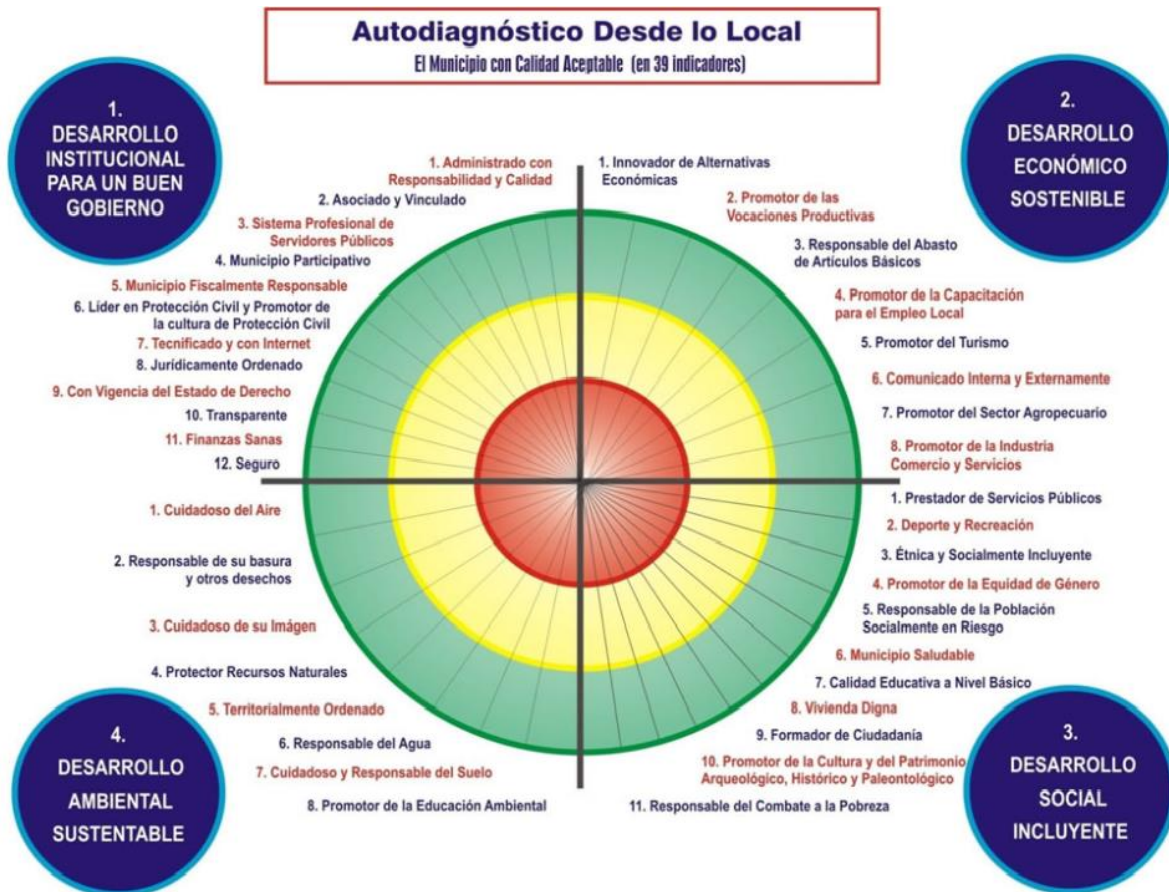 Autodiagnóstico Desde lo Local
El Municipio con Calidad Aceptable (en 39 indicadores)
1.
DESARROLLO
INSTITUCIONAL
PARA UN BUEN
GOBIERNO
1. Administrado con
Responsabilidad y Calidad
2. Asociado y Vinculado
3. Sistema Profesional de
Servidores Públicos
4. Municipio Participativo
5. Municipio Fiscalmente Responsable
6. Líder en Protección Civil y Promotor de
la cultura de Protección Civil
7. Tecnificado y con Internet
8. Jurídicamente Ordenado
9. Con Vigencia del Estado de Derecho
10. Transparente
11. Finanzas Sanas
12. Seguro
2.
DESARROLLO
ECONÓMICO
SOSTENIBLE
1. Innovador de Alternativas
Económicas
2. Promotor de las
Vocaciones Productivas
3. Responsable del Abasto
de Artículos Básicos
4. Promotor de la Capacitación
para el Empleo Local
5. Promotor del Turismo
6. Comunicado Interna y Externamente
7. Promotor del Sector Agropecuario
8. Promotor de la Industria
Comercio y Servicios
1. Prestador de Servicios Públicos
2. Deporte y Recreación
3. Étnica y Socialmente Incluyente
4. Promotor de la Equidad de Género
5. Responsable de la Población
Socialmente en Riesgo
6. Municipio Saludable
7. Calidad Educativa a Nivel Básico
8. Vivienda Digna
9. Formador de Ciudadanía
10. Promotor de la Cultura y del Patrimonio
Arqueológico, Histórico y Paleontológico
11. Responsable del Combate a la Pobreza
3.
DESARROLLO
SOCIAL
INCLUYENTE
1. Cuidadoso del Aire
2. Responsable de su basura
y otros desechos
3. Cuidadoso de su Imágen
4. Protector Recursos Naturales
5. Territorialmente Ordenado
6. Responsable del Agua
7. Cuidadoso y Responsable del Suelo
8. Promotor de la Educación Ambiental
4.
DESARROLLO
AMBIENTAL
SUSTENTABLE